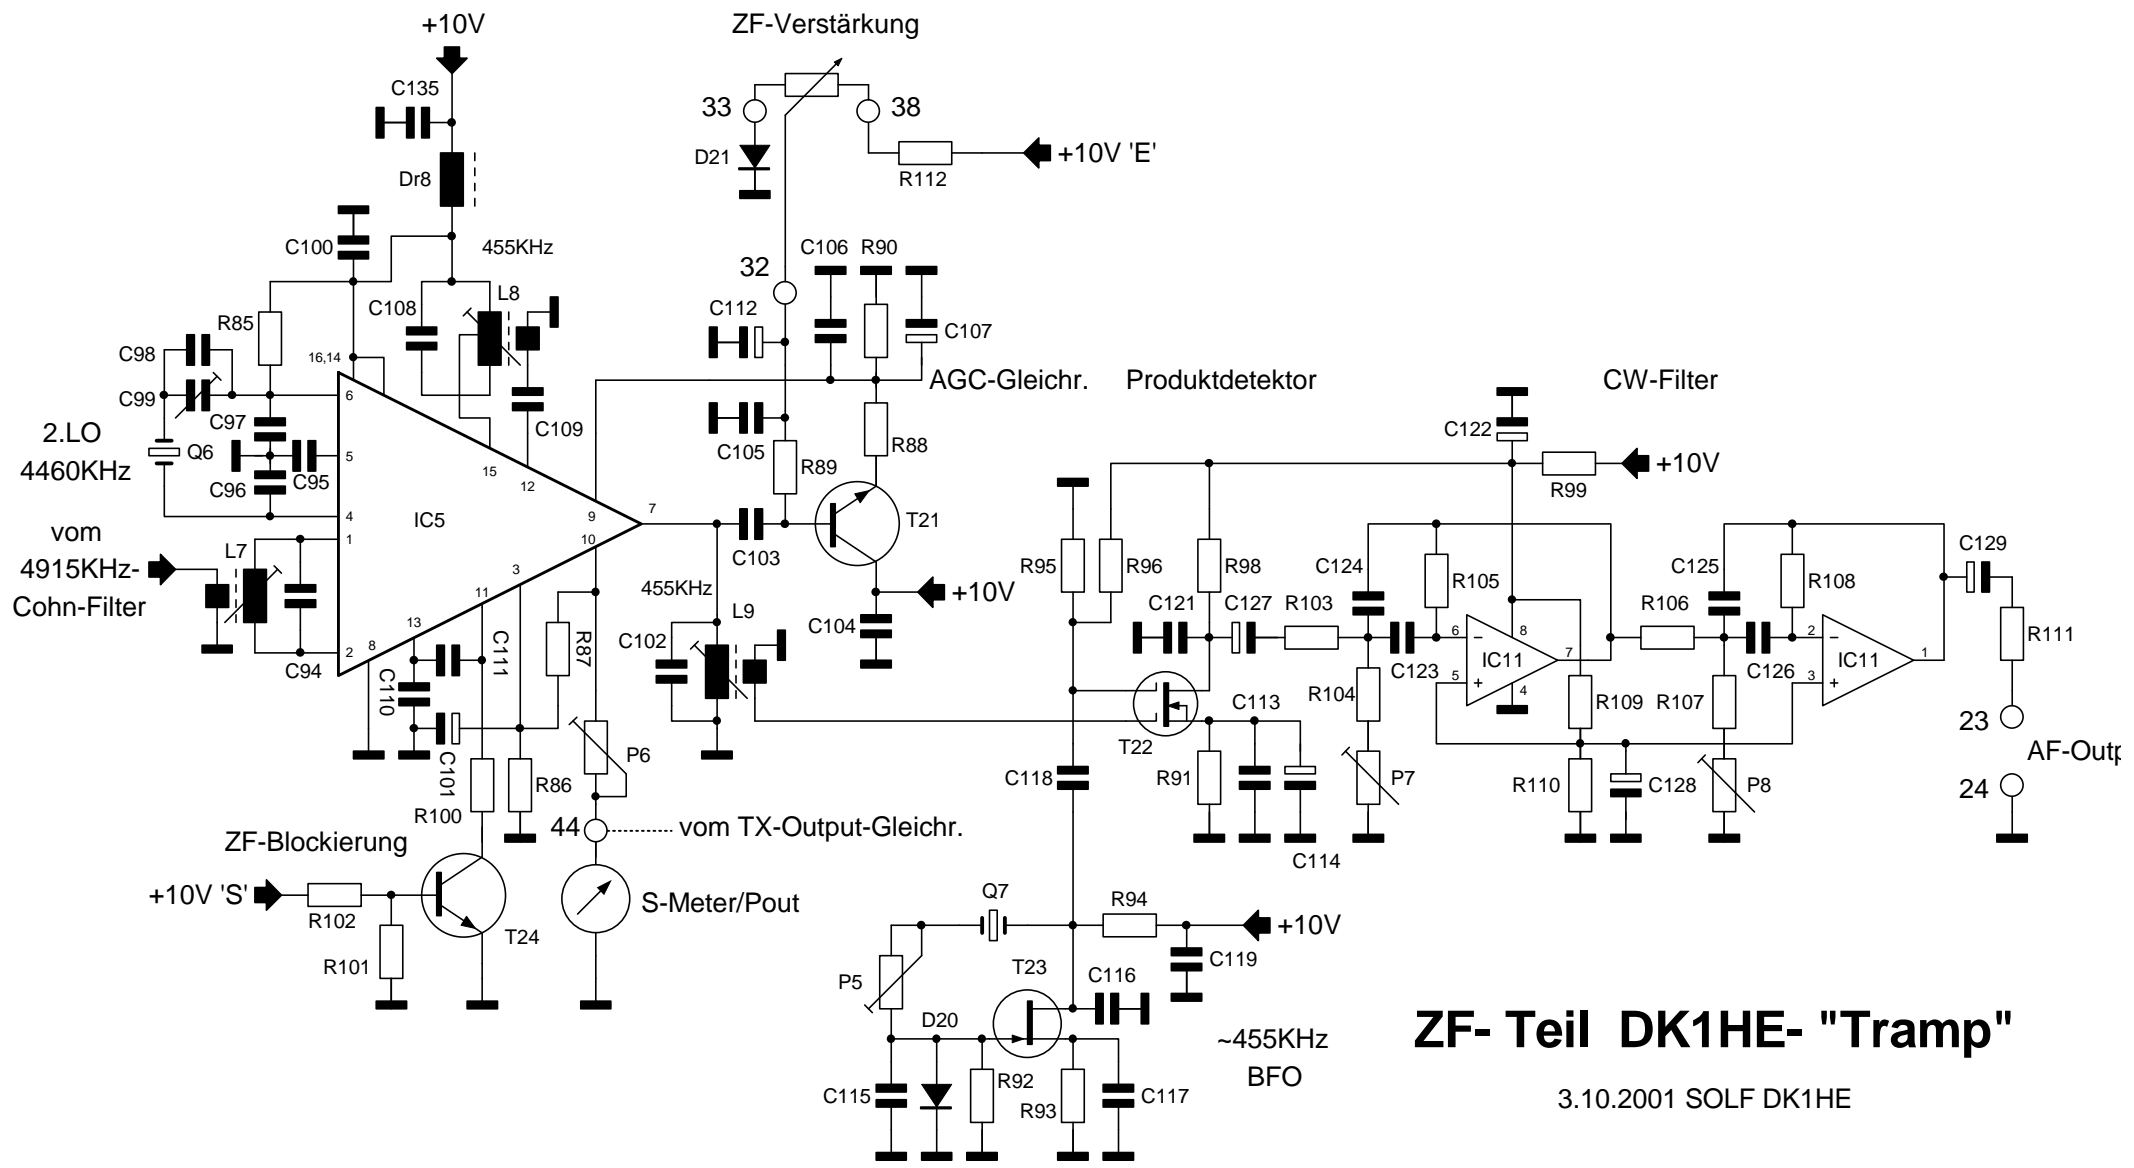 +10V
ZF-Verstärkung
C135
33
38
D21
R112
+10V 'E'
Dr8
C100
455KHz
C106
R90
32
C108
L8
C112
C107
R85
C98
16,14
C99
6
C97
AGC-Gleichr.
Produktdetektor
CW-Filter
2.LO
4460KHz
Q6
5
C96
C95
15
12
C109
C105
R89
R88
C122
+10V
R99
4
IC5
9
7
10
C103
T21
vom
4915KHz-
Cohn-Filter
L7
1
2
C94
8
13
11
3
C110
C111
R87
C101
455KHz
C102
L9
C104
+10V
R95
R96
R98
C121
C127
R103
C124
R105
C123
6
5
IC11
8
7
4
R106
C125
R108
C126
2
3
IC11
1
C129
R111
T22
C113
R91
C114
R104
P7
R109
R110
C128
R107
P8
23
AF-Outp
24
R100
R86
P6
44
vom TX-Output-Gleichr.
C118
ZF-Blockierung
+10V 'S'
R102
R101
T24
S-Meter/Pout
Q7
R94
+10V
C119
P5
T23
C116
D20
C115
R92
R93
C117
~455KHz
BFO
ZF- Teil DK1HE- "Tramp"
3.10.2001 SOLF DK1HE